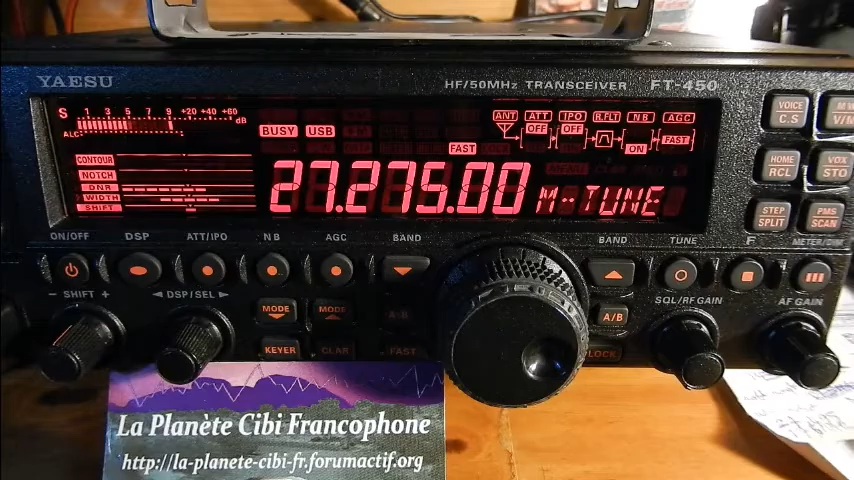 YAESU
HF/50MHz TRANSCEIVER FT-450
S 1 3 5 7 9 +20 +40 +60 dB
ALC
BUSY USB
ANT ATT IPO R.FLT NB AGC
OFF OFF ON FAST
FAST
CONTOUR
NOTCH
DNR
WIDTH
SHIFT
27.275.00 M-TUNE
VOICE
C.S
M
V/M
HOME
RCL
VOX
STO
STEP
SPLIT
PMS
SCAN
ON/OFF DSP ATT/IPO NB AGC BAND BAND TUNE F METER/DIM
- SHIFT + ◄ DSP/SEL ► MODE MODE A▸B A/B SQL/RF GAIN AF GAIN
KEYER CLAR FAST LOCK
La Planète Cibi Francophone
http://la-planete-cibi-fr.forumactif.org